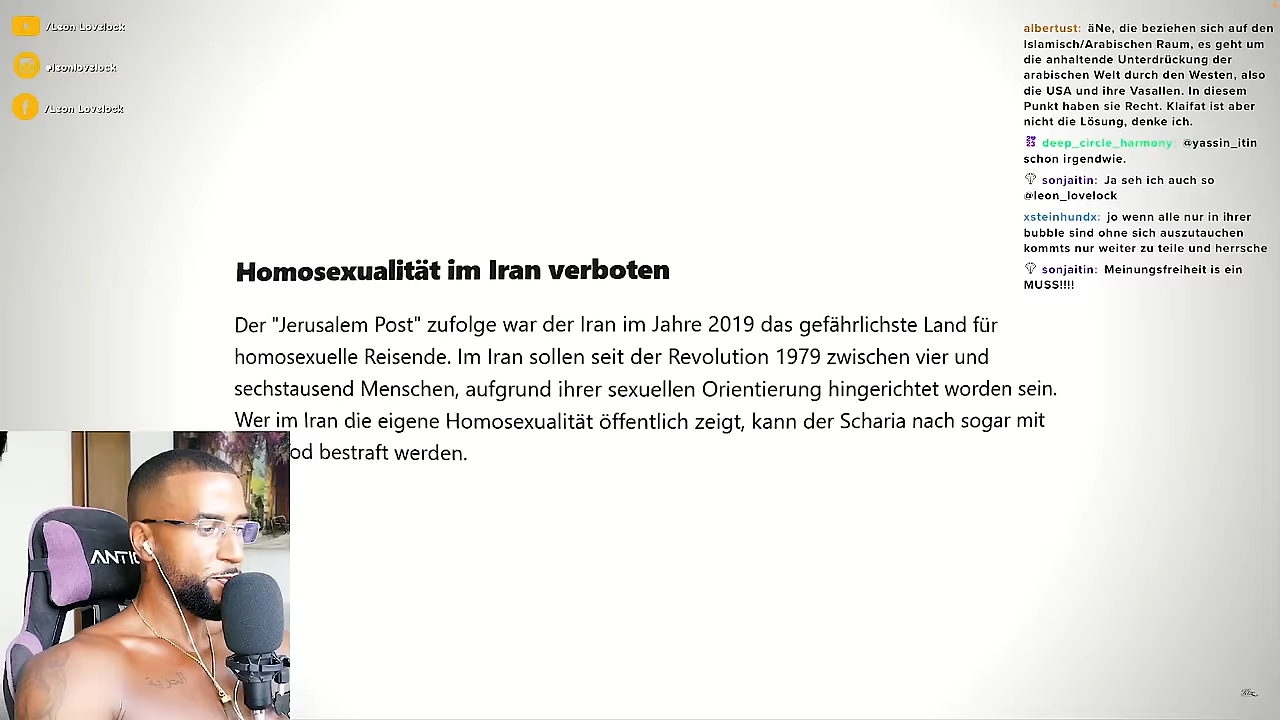 /Leon Lovelock
@leonlovelock
/Leon Lovelock
albertust: äNe, die beziehen sich auf den
Islamisch/Arabischen Raum, es geht um
die anhaltende Unterdrückung der
arabischen Welt durch den Westen, also
die USA und ihre Vasallen. In diesem
Punkt haben sie Recht. Klaifat ist aber
nicht die Lösung, denke ich.
deep_circle_harmony: @yassin_itin
schon irgendwie.
sonjaitin: Ja seh ich auch so
@leon_lovelock
xsteinhundx: jo wenn alle nur in ihrer
bubble sind ohne sich auszutauchen
kommts nur weiter zu teile und herrsche
sonjaitin: Meinungsfreiheit is ein
MUSS!!!!
Homosexualität im Iran verboten
Der "Jerusalem Post" zufolge war der Iran im Jahre 2019 das gefährlichste Land für
homosexuelle Reisende. Im Iran sollen seit der Revolution 1979 zwischen vier und
sechstausend Menschen, aufgrund ihrer sexuellen Orientierung hingerichtet worden sein.
Wer im Iran die eigene Homosexualität öffentlich zeigt, kann der Scharia nach sogar mit
od bestraft werden.
ANTC
الحرية